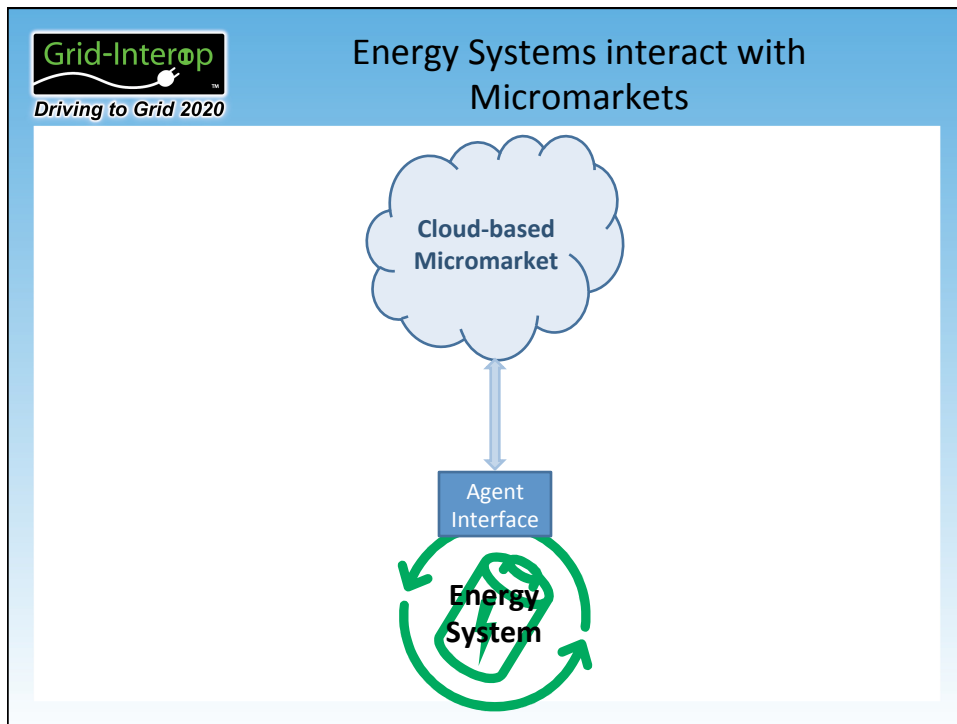 Grid-Interop
™
Driving to Grid 2020
Energy Systems interact with
Micromarkets
Cloud-based
Micromarket
Agent
Interface
Energy
System